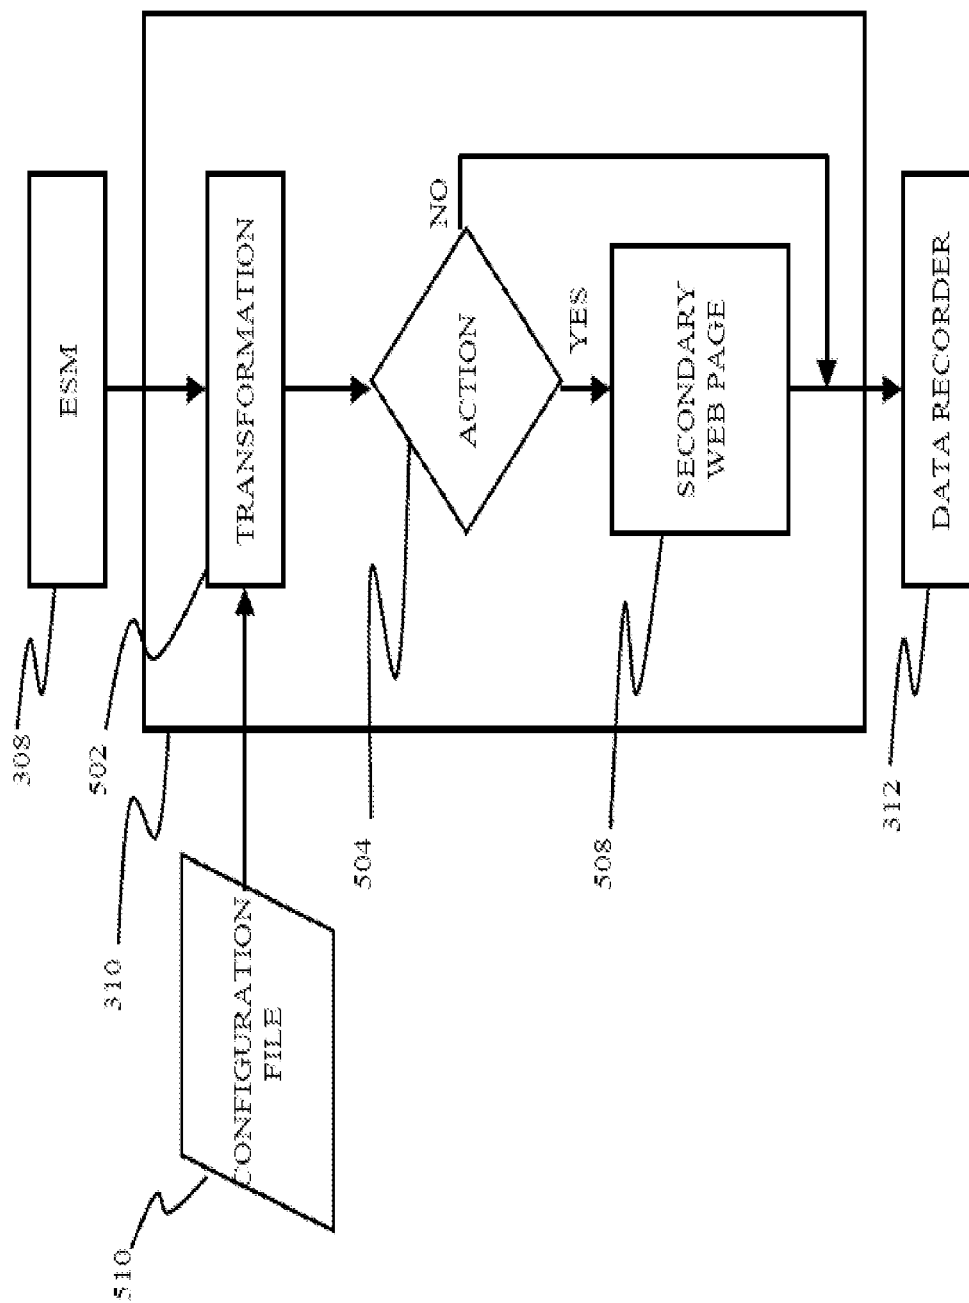 308
ESM
502
TRANSFORMATION
310
510
CONFIGURATION
FILE
504
ACTION
NO
YES
508
SECONDARY
WEB PAGE
312
DATA RECORDER